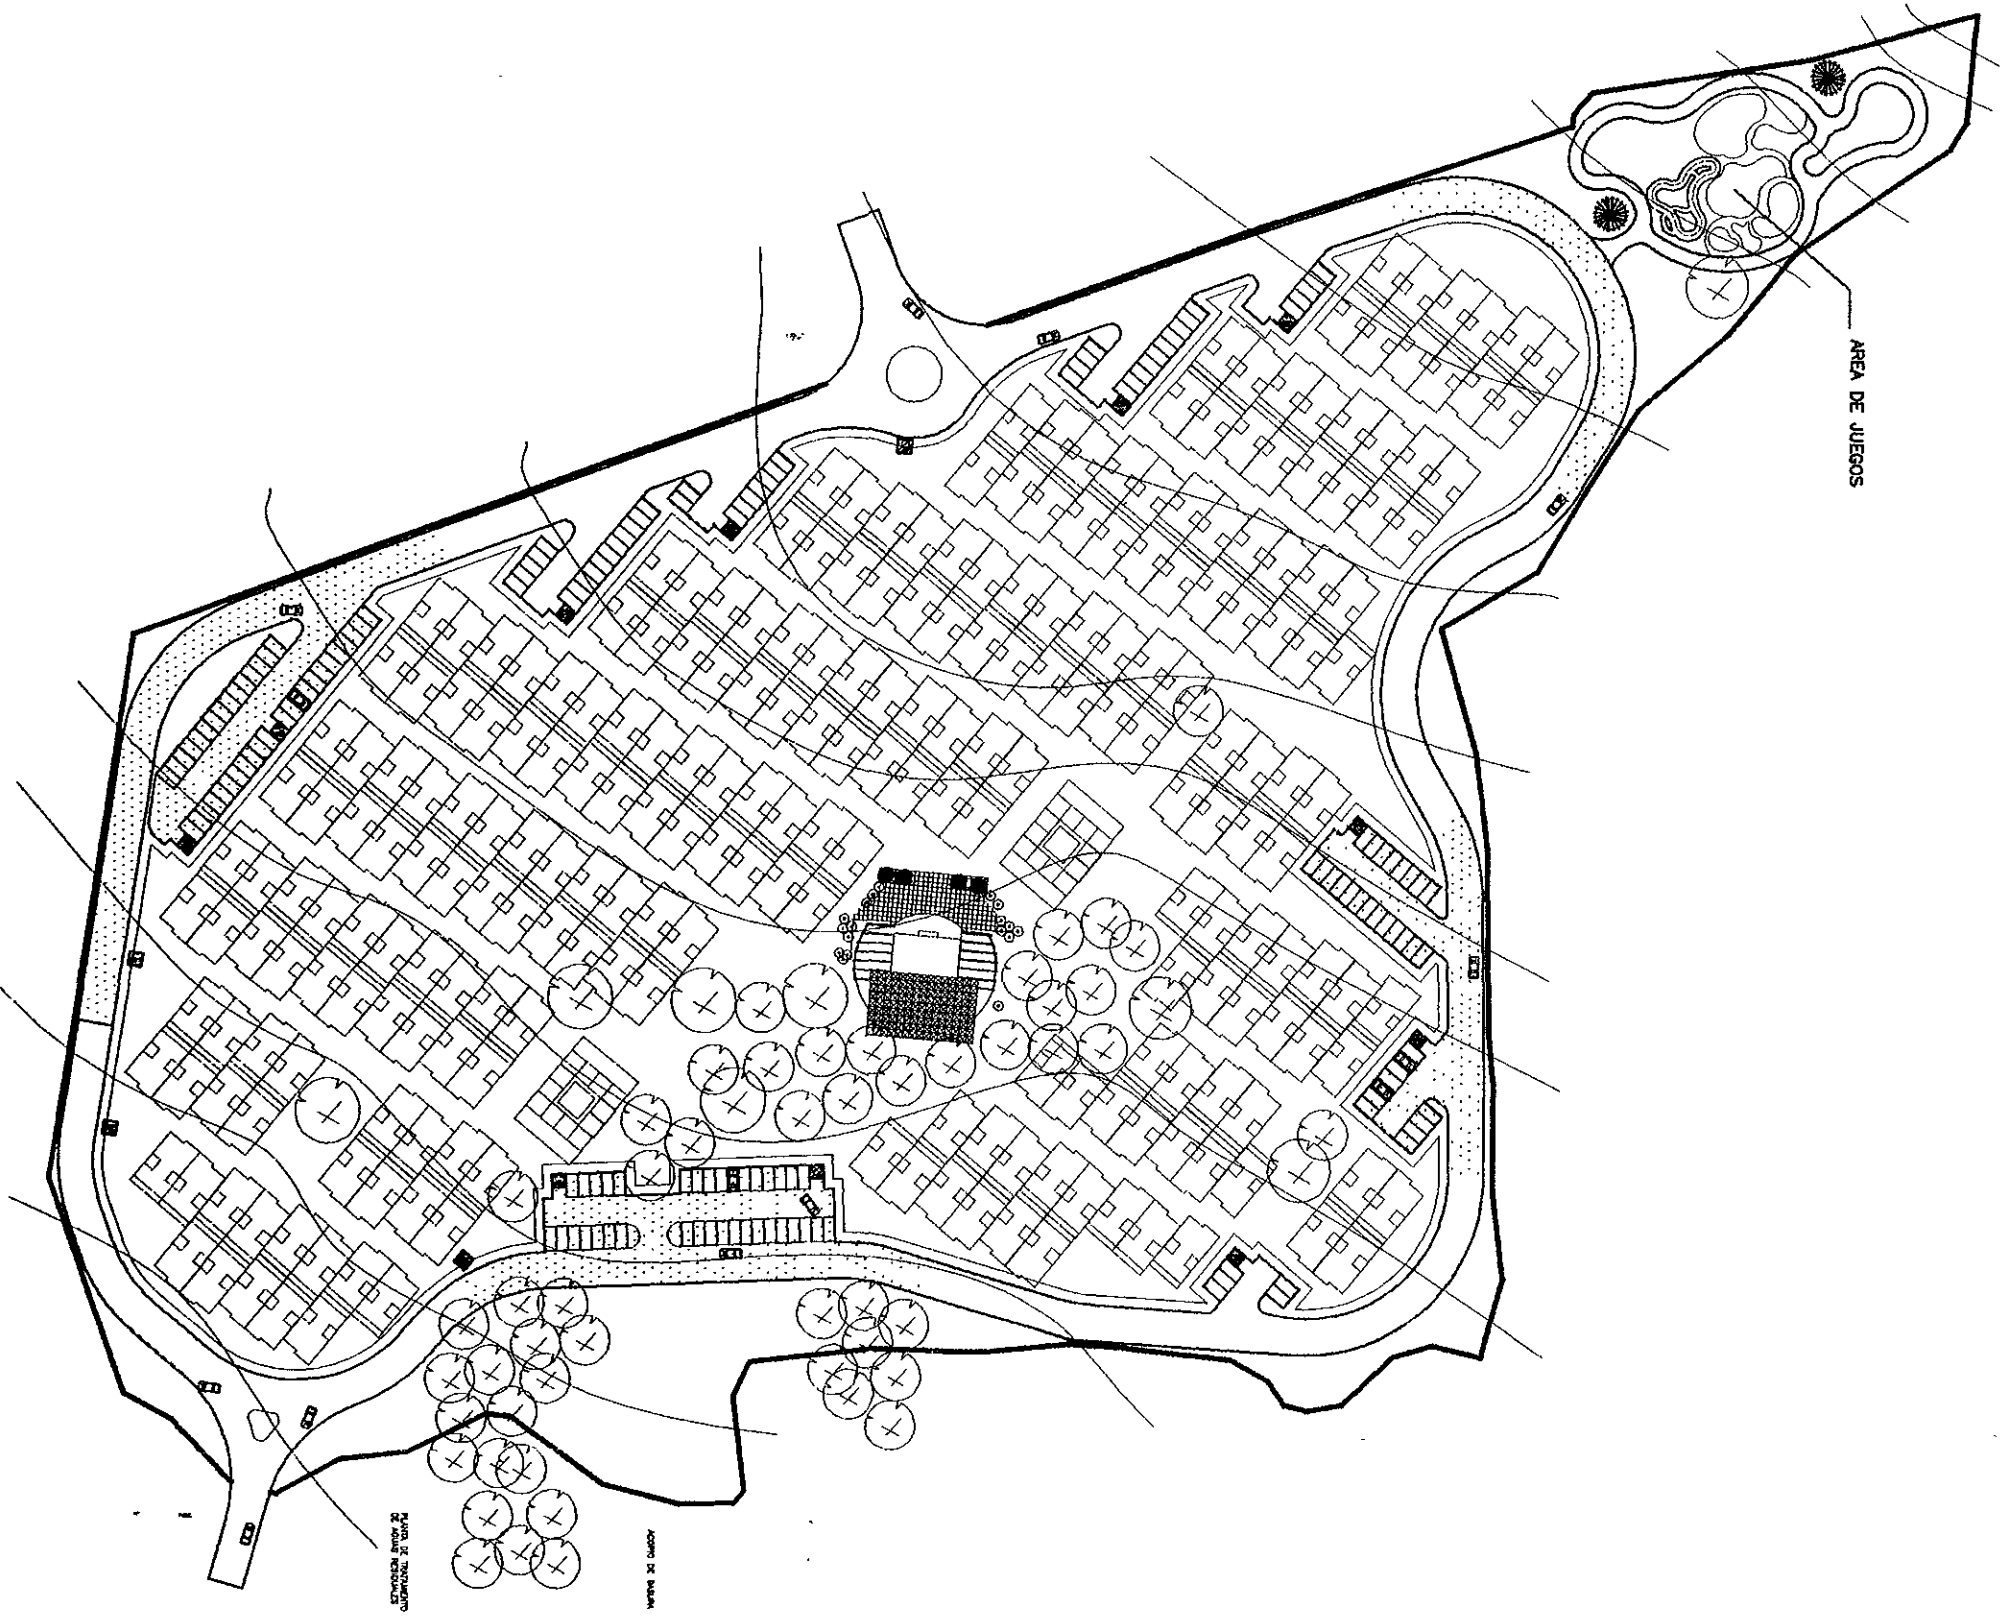 AREA DE JUEGOS
PLANTA DE TRATAMIENTO
DE AGUAS RESIDUALES
ACOPIO DE BASURA